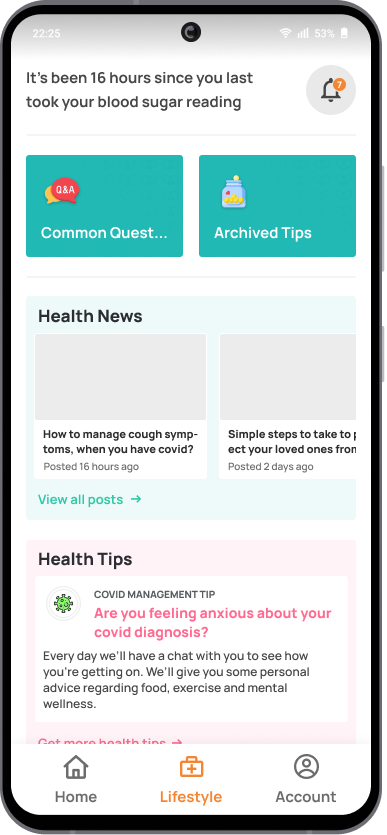 22:25
53%
It's been 16 hours since you last
took your blood sugar reading
7
Q&A
Common Quest...
Archived Tips
Health News
How to manage cough symp-
toms, when you have covid?
Posted 16 hours ago
Simple steps to take to p
ect your loved ones from
Posted 2 days ago
View all posts →
Health Tips
COVID MANAGEMENT TIP
Are you feeling anxious about your
covid diagnosis?
Every day we'll have a chat with you to see how
you're getting on. We'll give you some personal
advice regarding food, exercise and mental
wellness.
Get more health tips →
Home
Lifestyle
Account